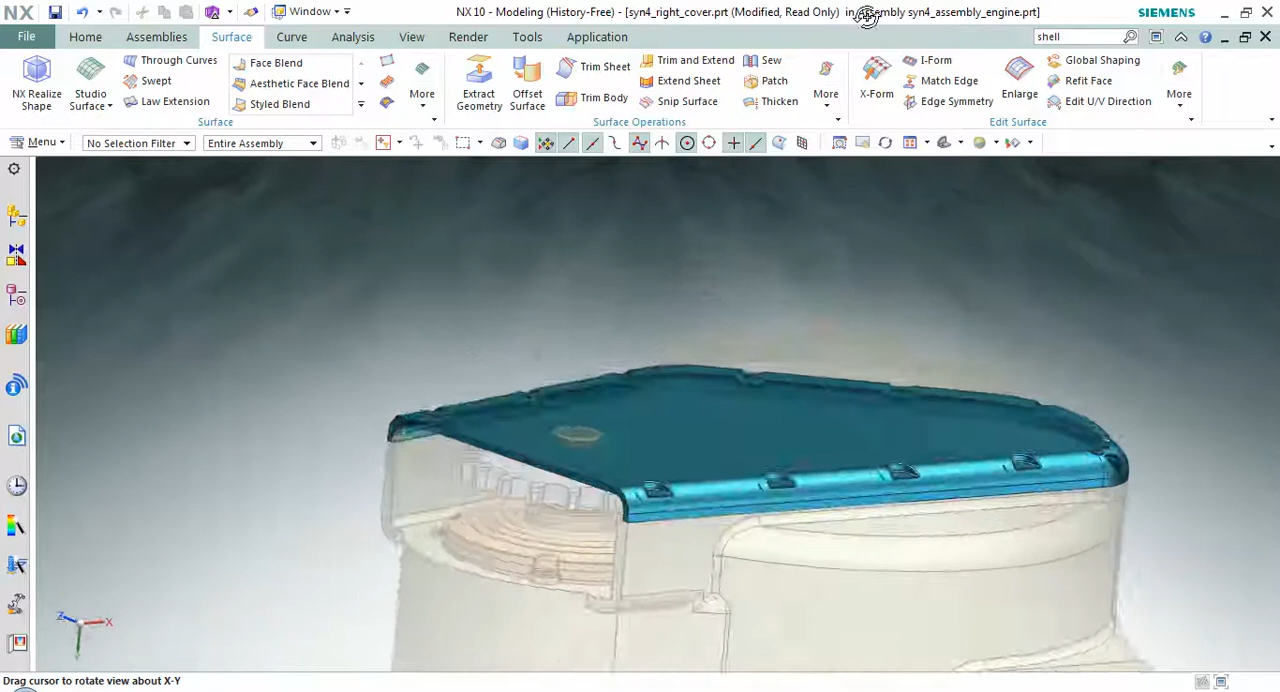 NX Window NX 10 - Modeling (History-Free) - [syn4_right_cover.prt (Modified, Read Only) in Assembly syn4_assembly_engine.prt] SIEMENS
File Home Assemblies Surface Curve Analysis View Render Tools Application shell
NX Realize Shape
Studio Surface
Through Curves
Swept
Law Extension
Face Blend
Aesthetic Face Blend
Styled Blend
More
Surface
Extract Geometry
Offset Surface
Trim Sheet
Trim Body
Trim and Extend
Extend Sheet
Snip Surface
Sew
Patch
Thicken
More
Surface Operations
X-Form
I-Form
Match Edge
Edge Symmetry
Enlarge
Global Shaping
Refit Face
Edit U/V Direction
More
Edit Surface
Menu No Selection Filter Entire Assembly
Z X Y
Drag cursor to rotate view about X-Y